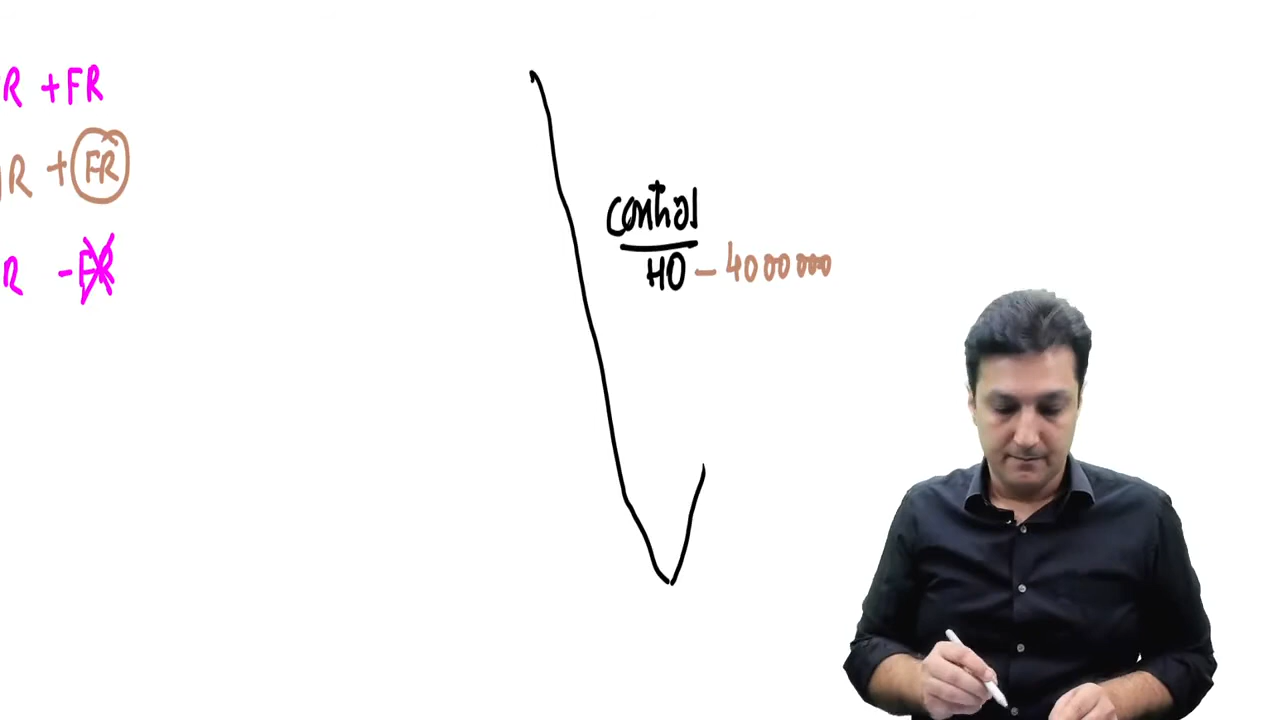 R + FR
R + FR
R - FR
Control
HO - 4000000